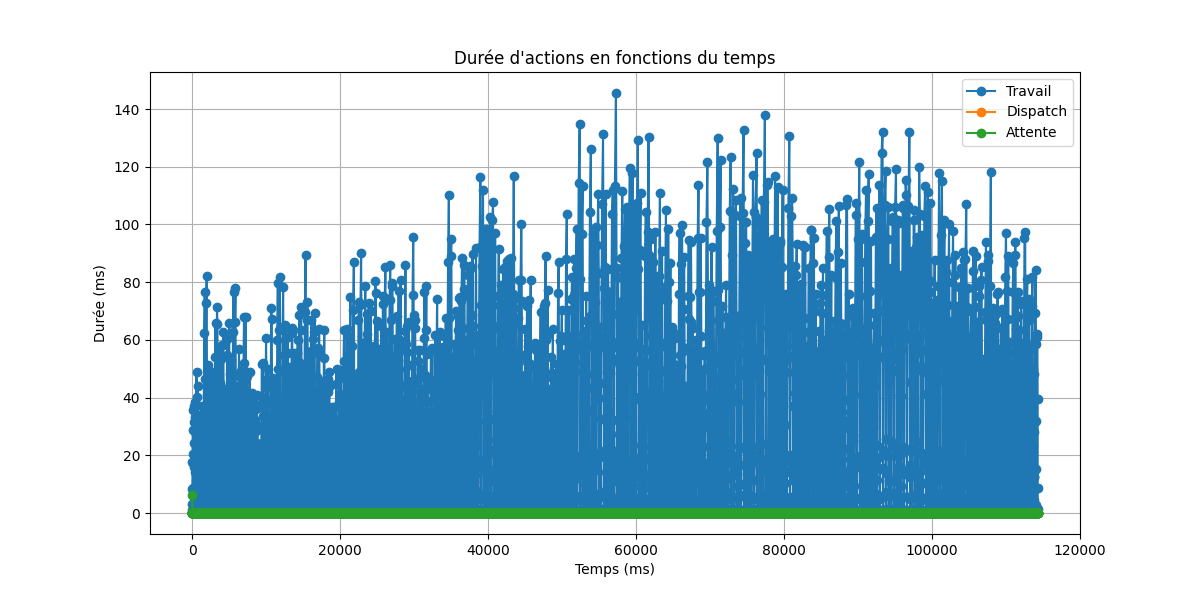 Durée d'actions en fonctions du temps
Travail
Dispatch
Attente
Durée (ms)
140
120
100
80
60
40
20
0
0 20000 40000 60000 80000 100000 120000
Temps (ms)